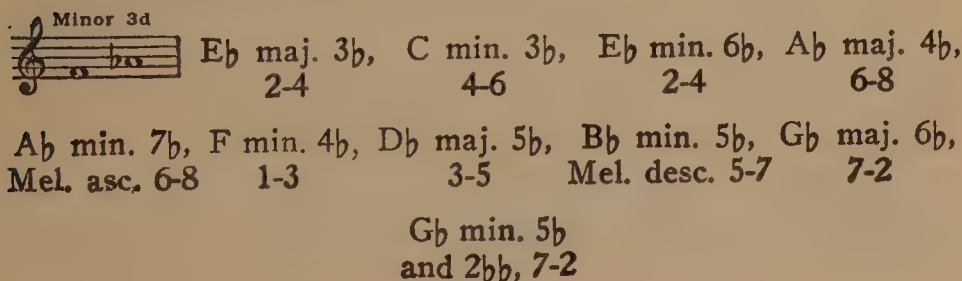 Minor 3d
E♭ maj. 3♭, C min. 3♭, E♭ min. 6♭, A♭ maj. 4♭,
2-4 4-6 2-4 6-8
A♭ min. 7♭, F min. 4♭, D♭ maj. 5♭, B♭ min. 5♭, G♭ maj. 6♭,
Mel. asc. 6-8 1-3 3-5 Mel. desc. 5-7 7-2
G♭ min. 5♭
and 2♭♭, 7-2